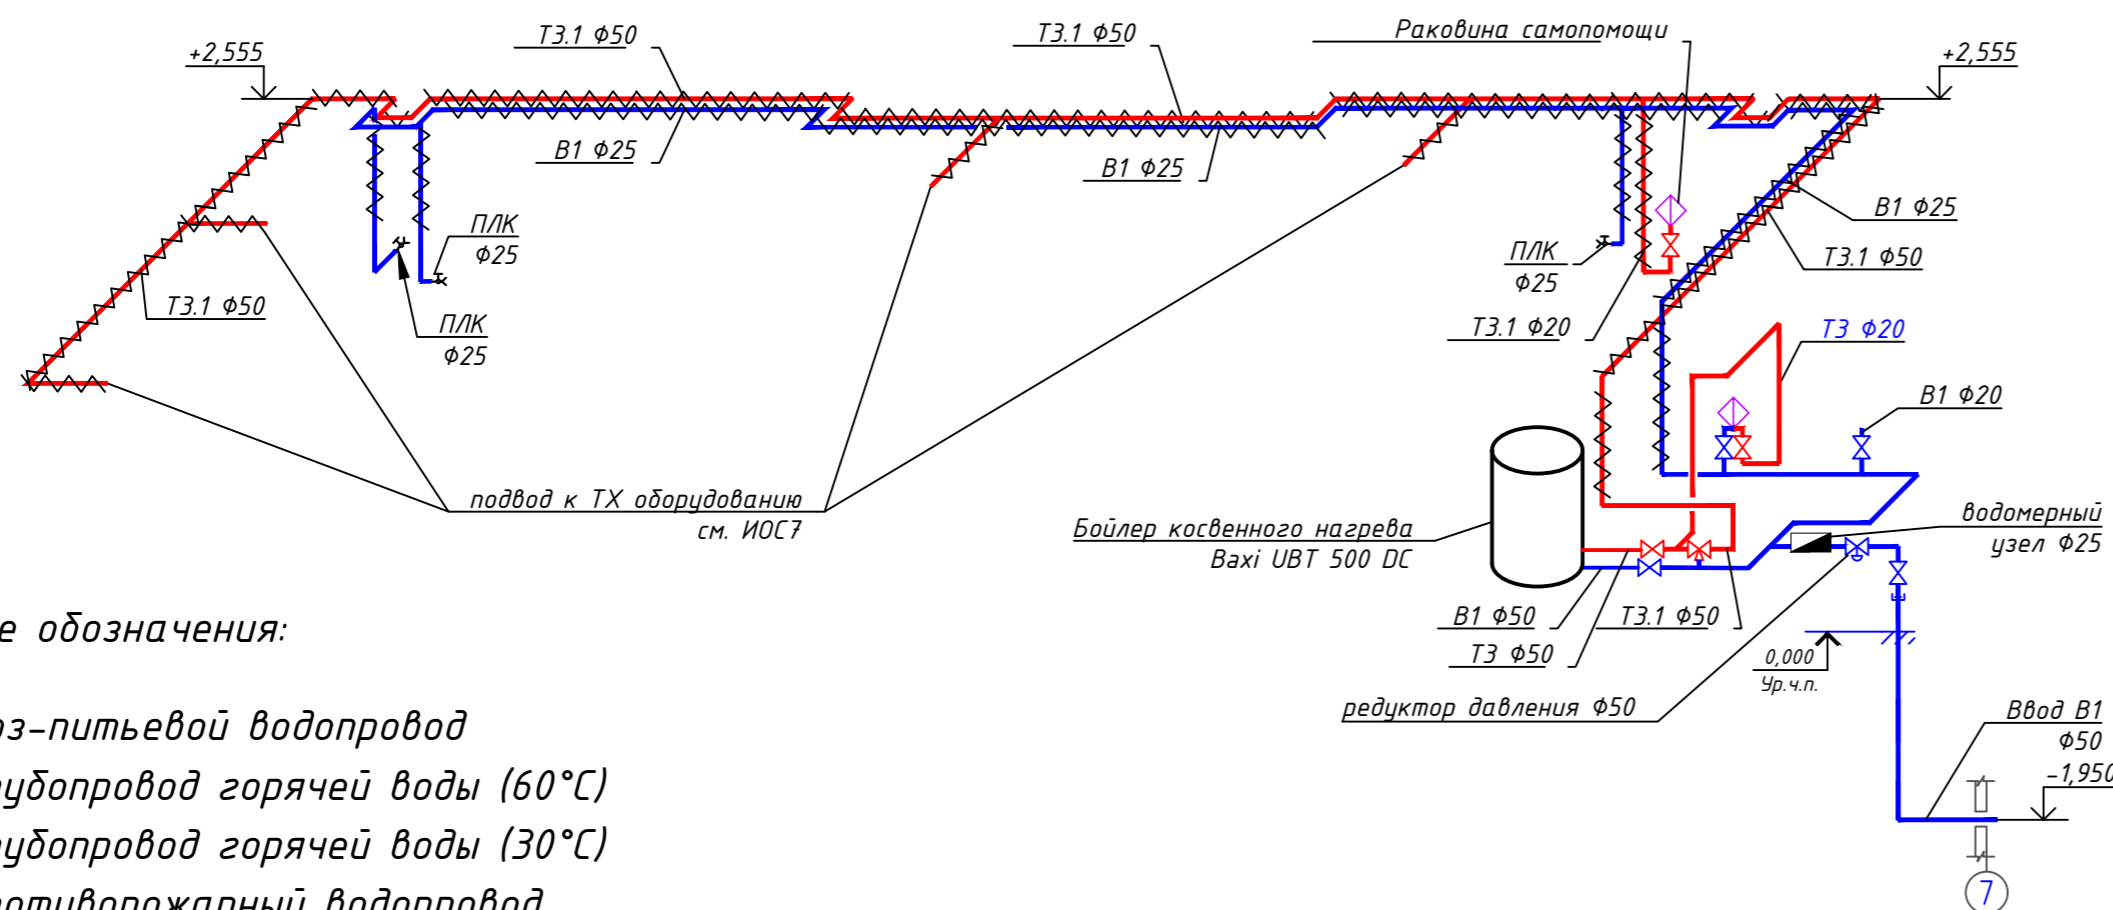 Т3.1 Ф50
Т3.1 Ф50
Раковина самопомощи
+2,555
+2,555
В1 Ф25
В1 Ф25
В1 Ф25
ПЛК
Ф25
ПЛК
Ф25
Т3.1 Ф50
Т3.1 Ф50
ПЛК
Ф25
Т3.1 Ф20
Т3 Ф20
В1 Ф20
подвод к ТХ оборудованию
см. ИОС7
Бойлер косвенного нагрева
Baxi UBT 500 DC
водомерный
узел Ф25
В1 Ф50
Т3.1 Ф50
Т3 Ф50
0,000
Ур.ч.п.
редуктор давления Ф50
Ввод В1
Ф50
-1,950
7
е обозначения:
оз-питьевой водопровод
рубопровод горячей воды (60°С)
рубопровод горячей воды (30°С)
ротивопожарный водопровод